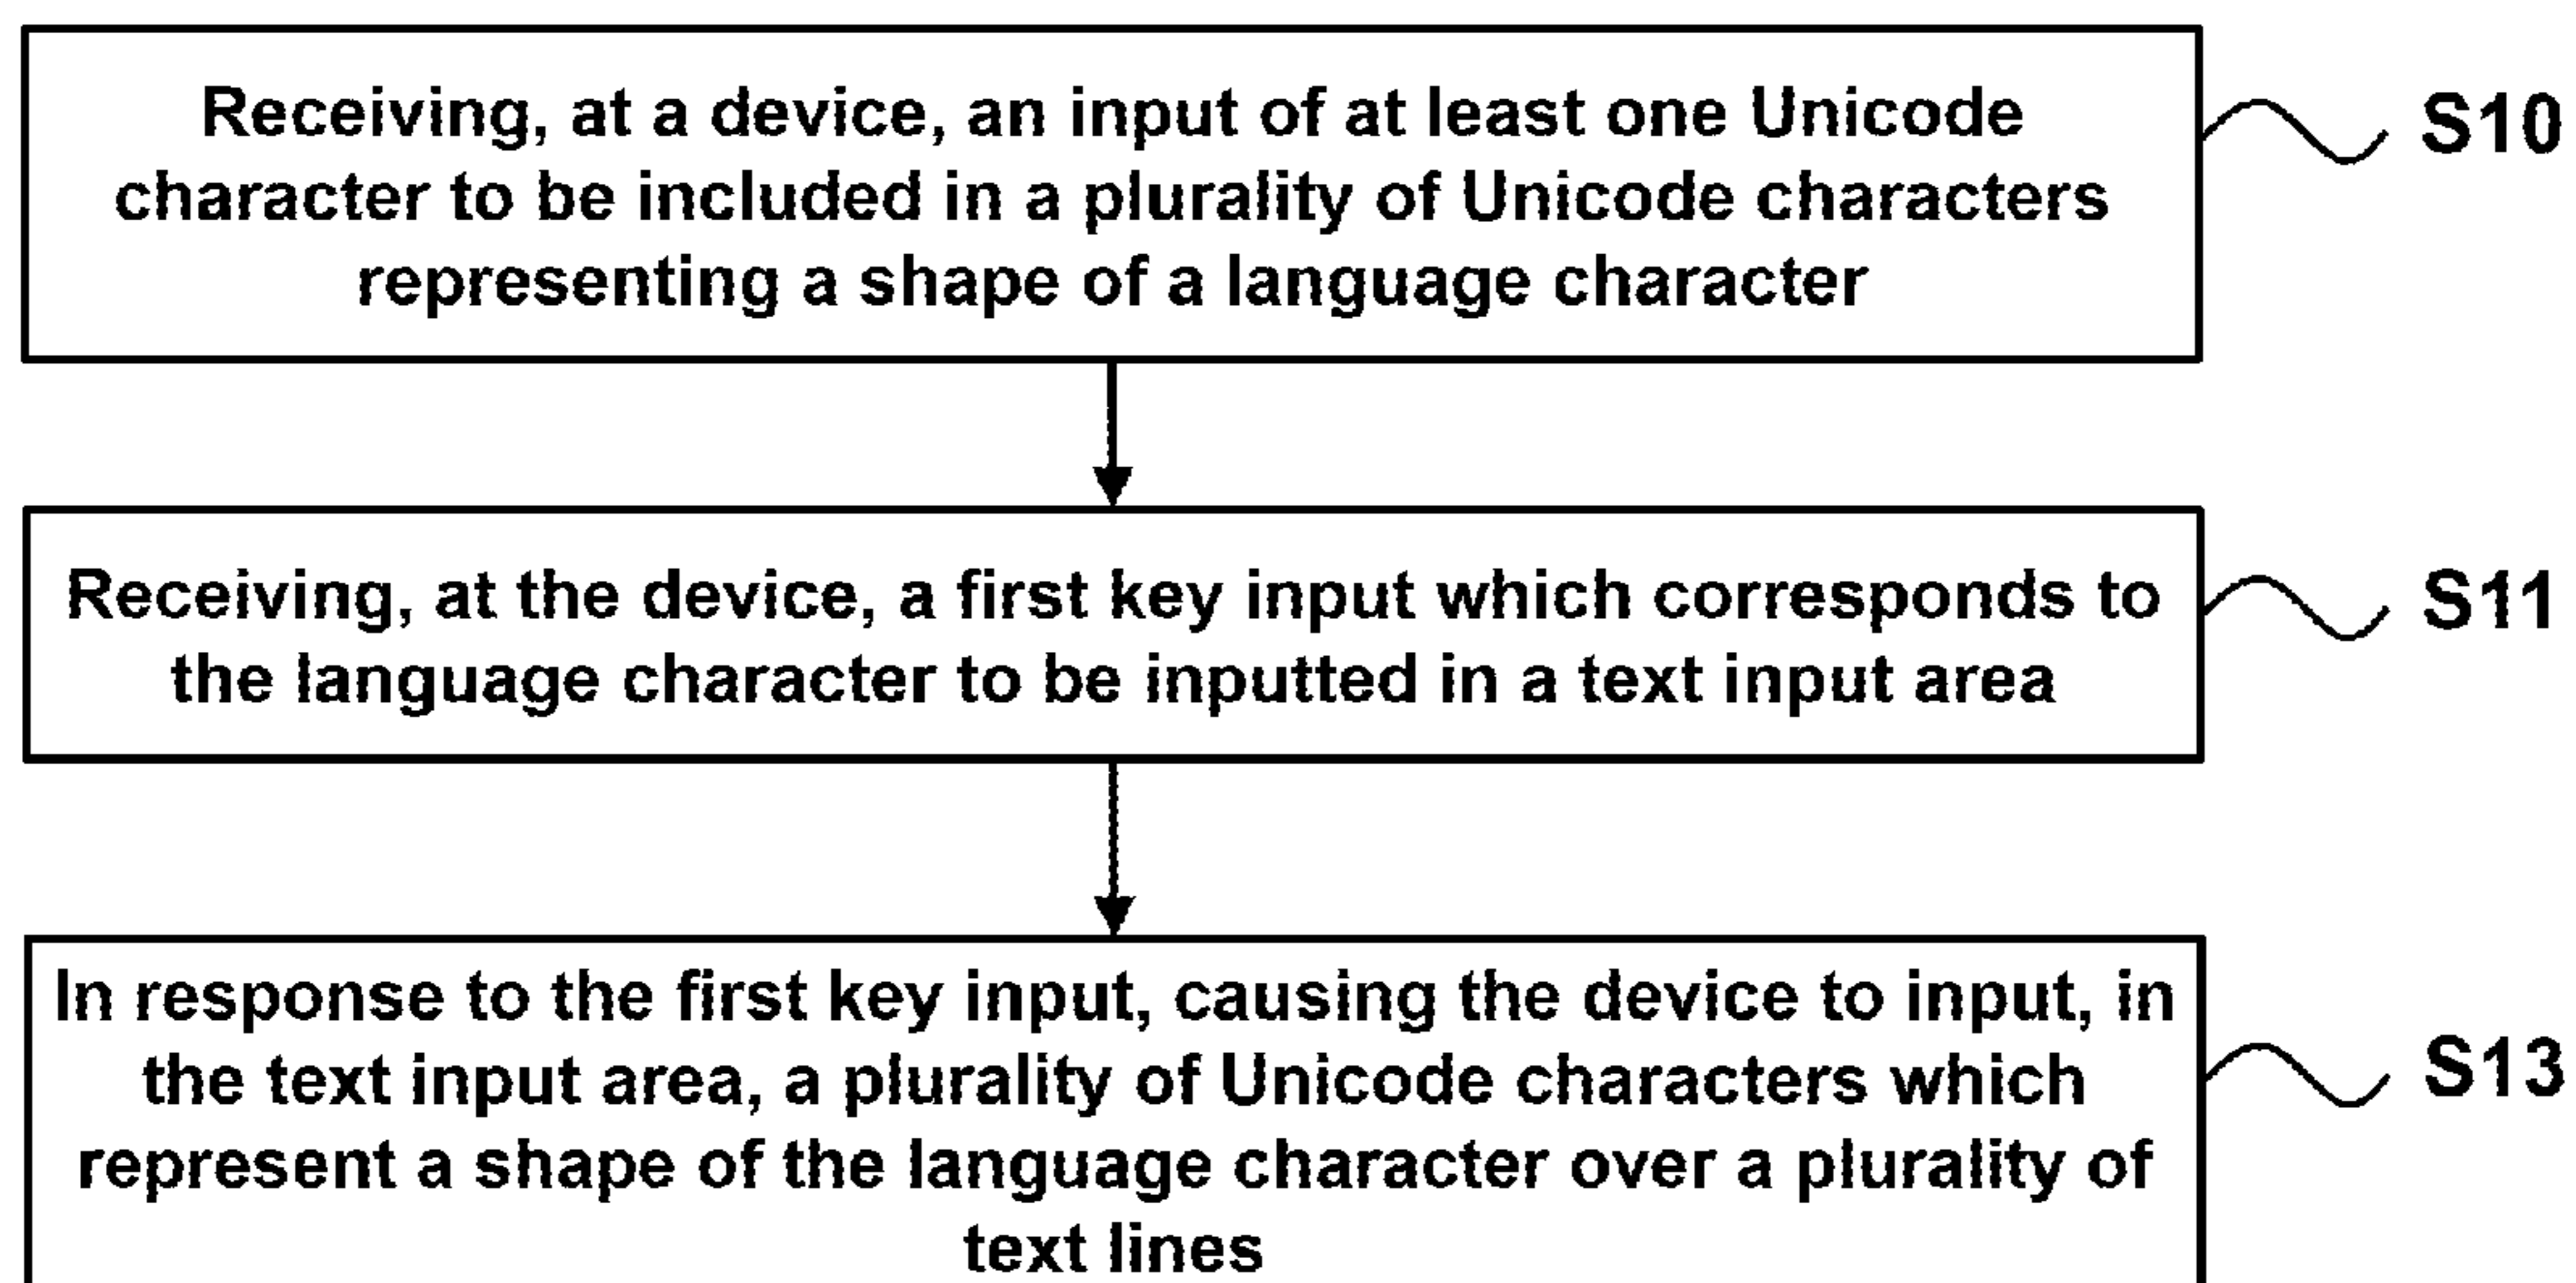 Receiving, at a device, an input of at least one Unicode
character to be included in a plurality of Unicode characters
representing a shape of a language character
S10
Receiving, at the device, a first key input which corresponds to
the language character to be inputted in a text input area
S11
In response to the first key input, causing the device to input, in
the text input area, a plurality of Unicode characters which
represent a shape of the language character over a plurality of
text lines
S13